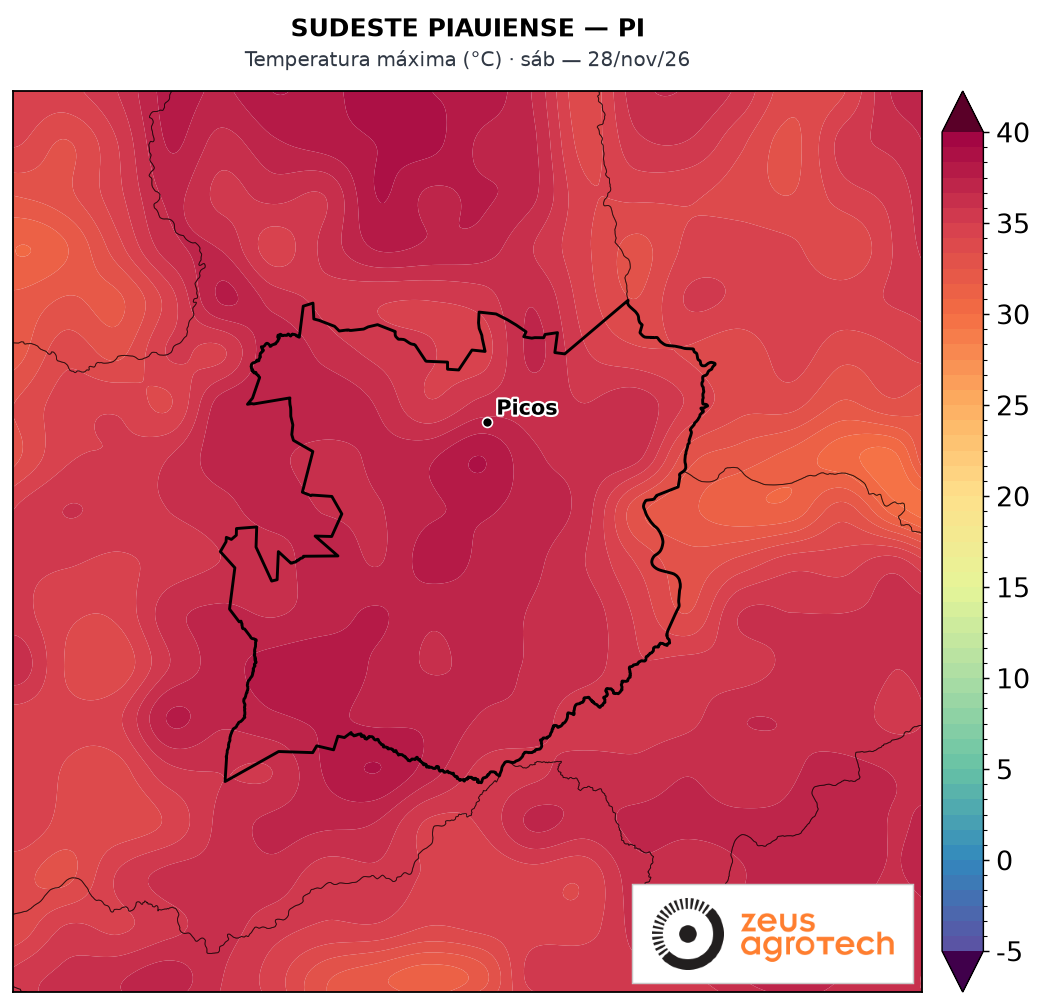 SUDESTE PIAUIENSE — PI
Temperatura máxima (°C) · sáb — 28/nov/26
Picos
40
35
30
25
20
15
10
5
0
-5
zeus
agrotech